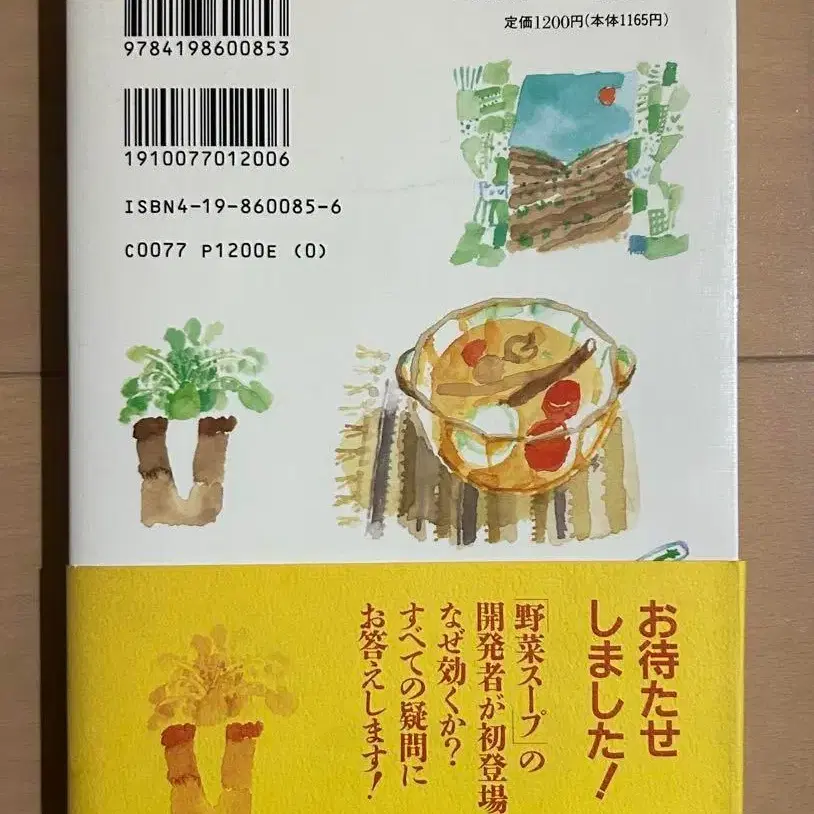 定価1200円(本体1165円)
9784198600853
1910077012006
ISBN4-19-860085-6
C0077 P1200E (0)
お待たせ
しました!
「野菜スープ」の
開発者が初登場
なぜ効くか?
すべての疑問に
お答えします!